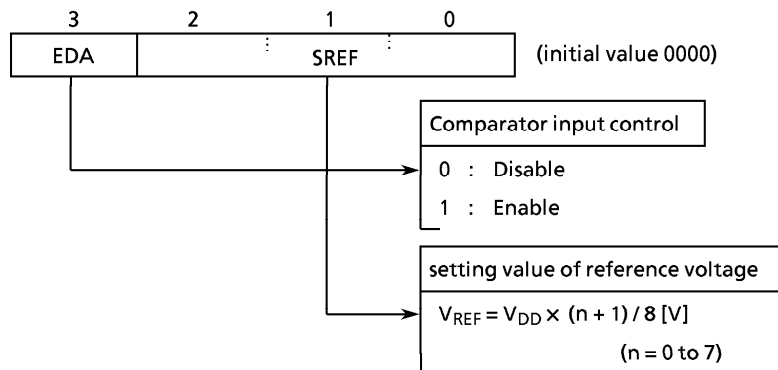 3 2 1 0
EDA SREF (initial value 0000)
Comparator input control
0 : Disable
1 : Enable
setting value of reference voltage
VREF = VDD × (n + 1) / 8 [V]
(n = 0 to 7)